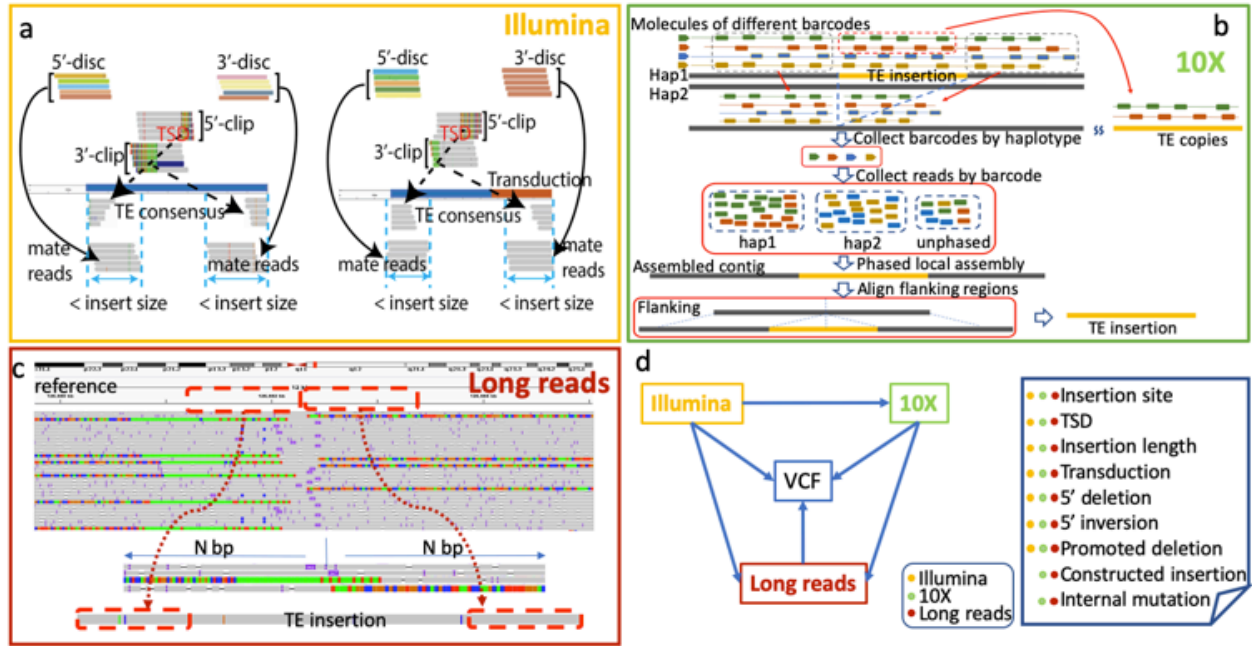 a
Illumina
5′-disc
3′-disc
TSD
5′-clip
3′-clip
TE consensus
mate reads
mate reads
< insert size
< insert size
5′-disc
3′-disc
TSD
5′-clip
3′-clip
Transduction
TE consensus
mate reads
mate reads
< insert size
< insert size
b
10X
Molecules of different barcodes
Hap1
TE insertion
Hap2
TE copies
Collect barcodes by haplotype
Collect reads by barcode
hap1
hap2
unphased
Phased local assembly
Assembled contig
Align flanking regions
Flanking
TE insertion
c
Long reads
reference
N bp
N bp
TE insertion
d
Illumina
10X
VCF
Long reads
Illumina
10X
Long reads
Insertion site
TSD
Insertion length
Transduction
5′ deletion
5′ inversion
Promoted deletion
Constructed insertion
Internal mutation